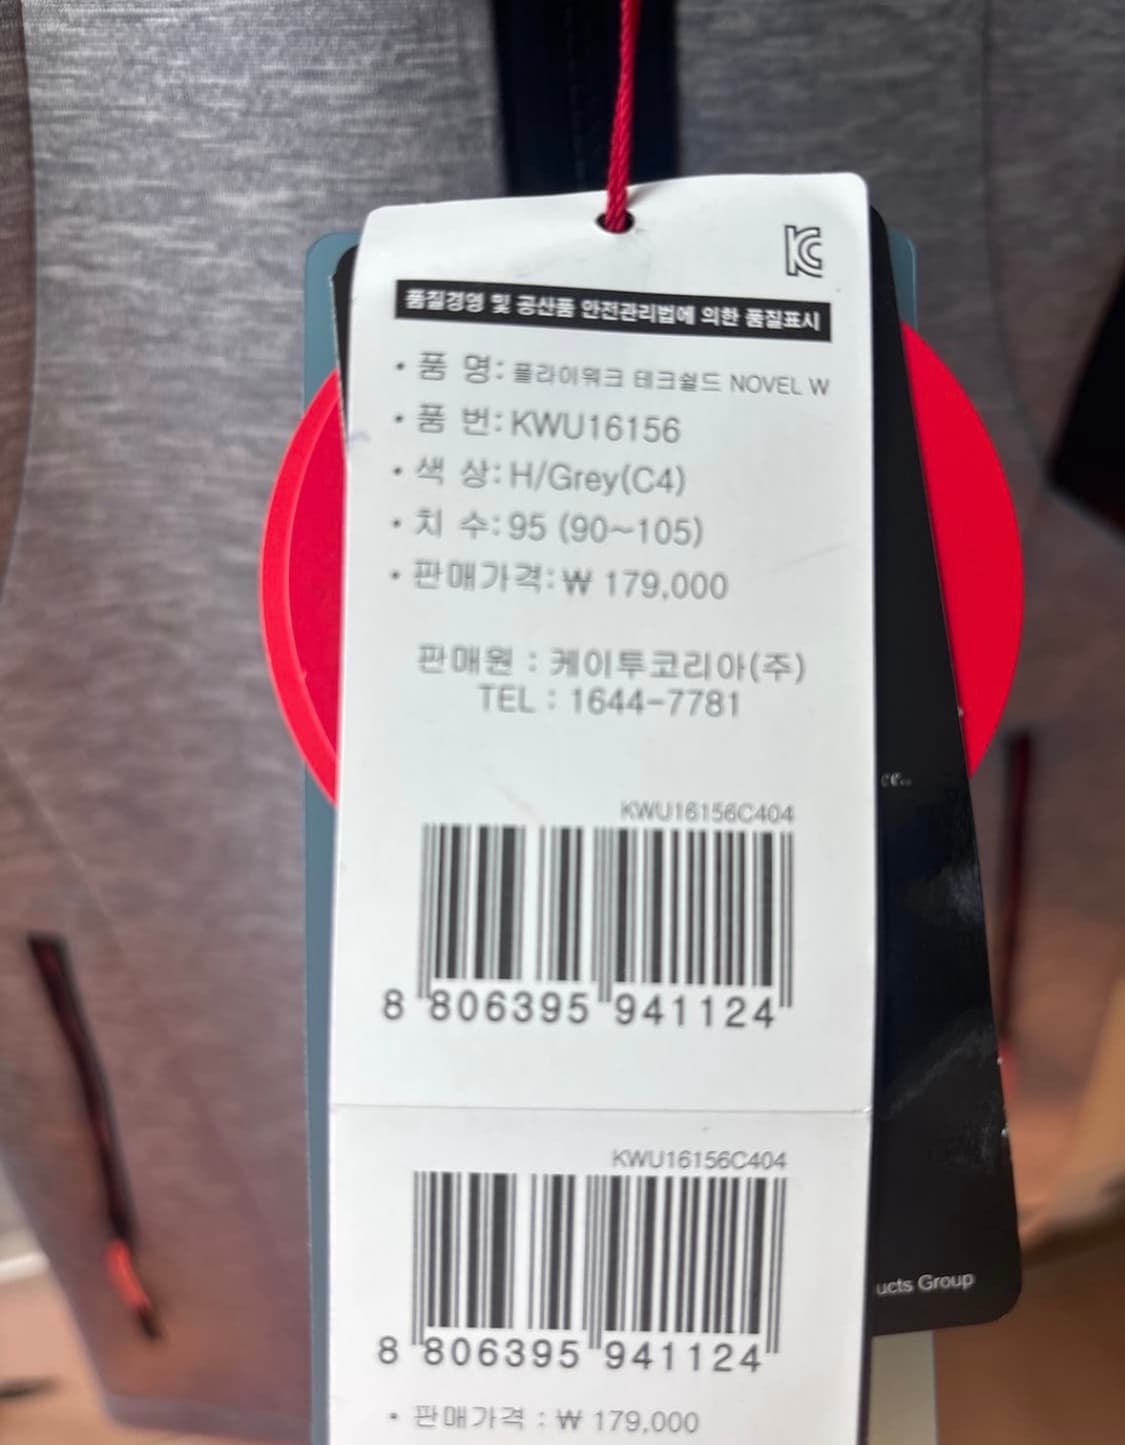 KC
품질경영 및 공산품 안전관리법에 의한 품질표시
• 품 명: 플라이워크 테크쉴드 NOVEL W
• 품 번: KWU16156
• 색 상: H/Grey(C4)
• 치 수: 95 (90~105)
• 판매가격: ₩ 179,000
판매원 : 케이투코리아(주)
TEL : 1644-7781
ce..
KWU16156C404
8 806395 941124
KWU16156C404
8 806395 941124
ucts Group
• 판매가격 : ₩ 179,000